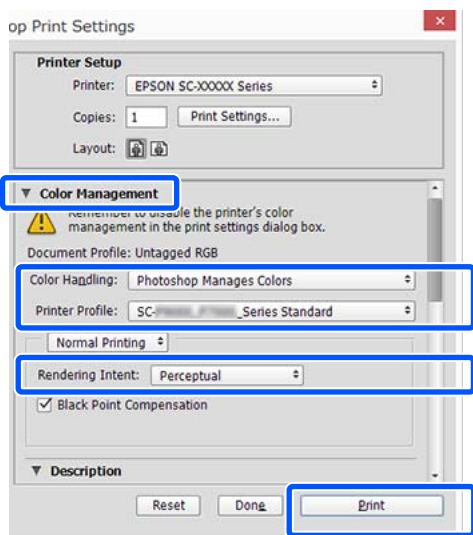 op Print Settings
Printer Setup
Printer: EPSON SC-XXXXX Series
Copies: 1 Print Settings...
Layout:
Color Management
Remember to disable the printer's color
management in the print settings dialog box.
Document Profile: Untagged RGB
Color Handling: Photoshop Manages Colors
Printer Profile: SC- _Series Standard
Normal Printing
Rendering Intent: Perceptual
Black Point Compensation
Description
Reset Done Print